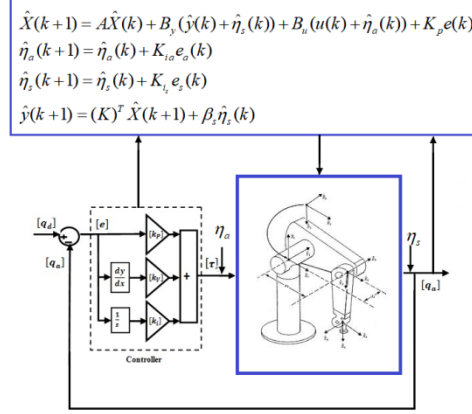 X̂(k+1) = AX̂(k) + B_y(ŷ(k) + η̂_s(k)) + B_u(u(k) + η̂_a(k)) + K_p e(k)
η̂_a(k+1) = η̂_a(k) + K_{ia} e_a(k)
η̂_s(k+1) = η̂_s(k) + K_{i_s} e_s(k)
ŷ(k+1) = (K)^T X̂(k+1) + β_s η̂_s(k)
[q_d]
[e]
[k_P]
η_a
η_s
[q_a]
[τ]
[q_a]
dy/dx
[k_V]
+
1/s
[k_i]
Controller